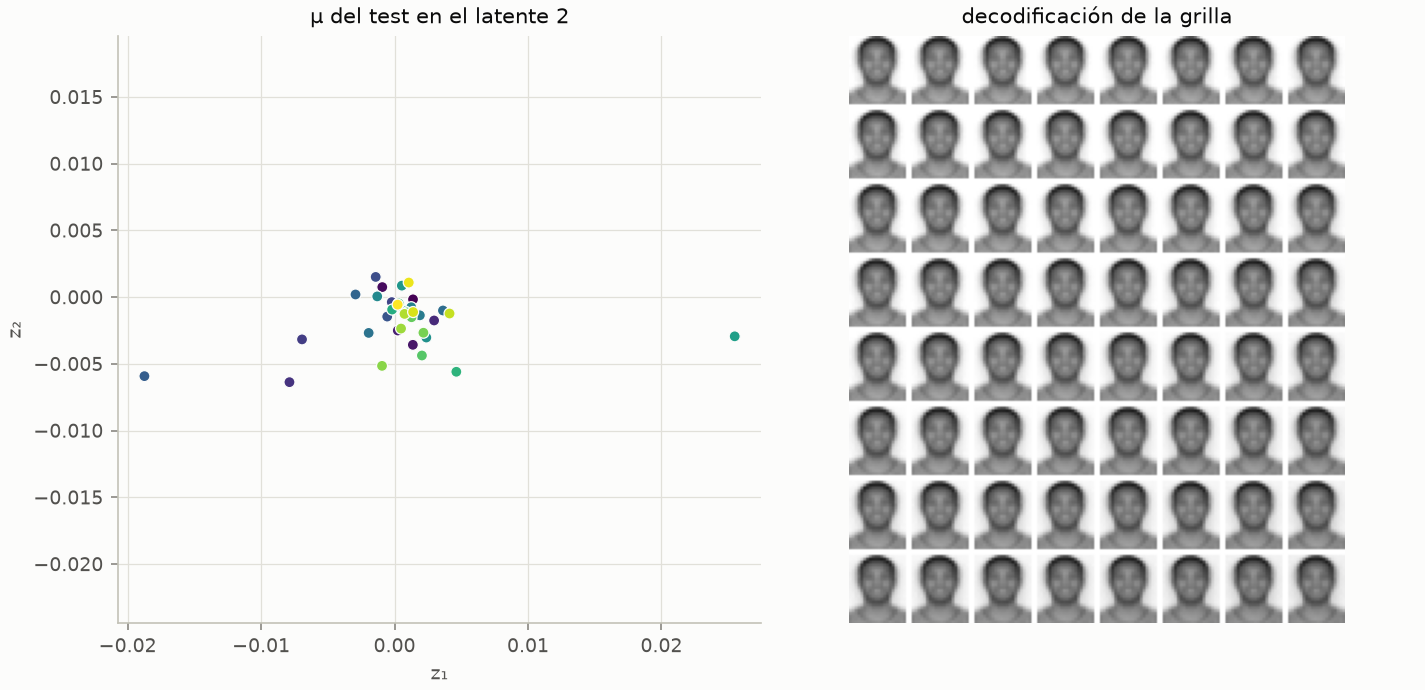 μ del test en el latente 2
decodificación de la grilla
0.015
0.010
0.005
0.000
−0.005
−0.010
−0.015
−0.020
z₂
−0.02 −0.01 0.00 0.01 0.02
z₁